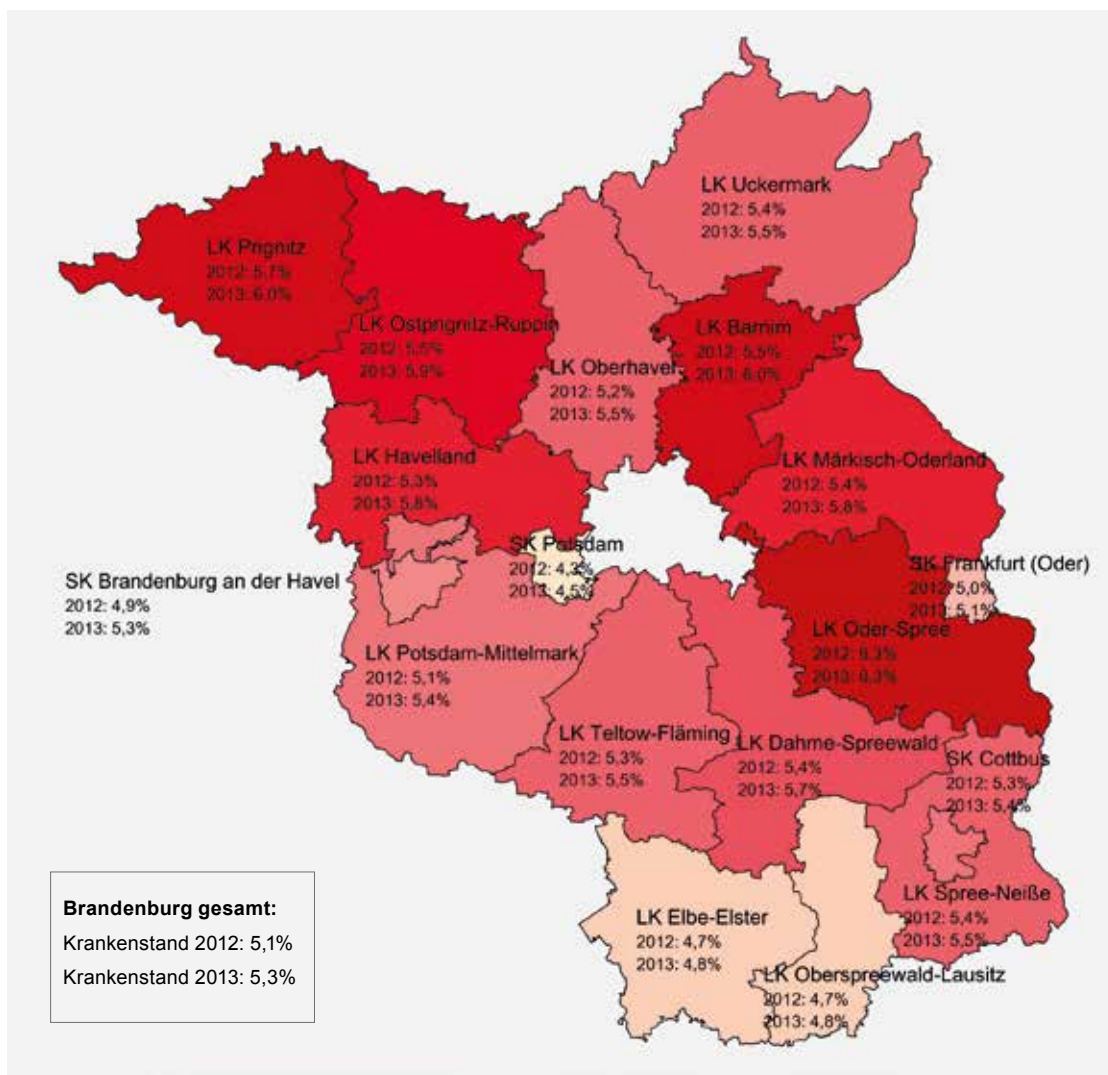 LK Uckermark
2012: 5,4%
2013: 5,5%
LK Prignitz
2012: 5,7%
2013: 6,0%
LK Ostprignitz-Ruppin
2012: 5,5%
2013: 5,9%
LK Oberhavel
2012: 5,2%
2013: 5,5%
LK Barnim
2012: 5,5%
2013: 6,0%
LK Havelland
2012: 5,3%
2013: 5,8%
LK Märkisch-Oderland
2012: 5,4%
2013: 5,8%
SK Potsdam
2012: 4,3%
2013: 4,5%
SK Frankfurt (Oder)
2012: 5,0%
2013: 5,1%
SK Brandenburg an der Havel
2012: 4,9%
2013: 5,3%
LK Oder-Spree
2012: 6,3%
2013: 6,3%
LK Potsdam-Mittelmark
2012: 5,1%
2013: 5,4%
LK Teltow-Fläming
2012: 5,3%
2013: 5,5%
LK Dahme-Spreewald
2012: 5,4%
2013: 5,7%
SK Cottbus
2012: 5,3%
2013: 5,4%
LK Spree-Neiße
2012: 5,4%
2013: 5,5%
LK Elbe-Elster
2012: 4,7%
2013: 4,8%
LK Oberspreewald-Lausitz
2012: 4,7%
2013: 4,8%
Brandenburg gesamt:
Krankenstand 2012: 5,1%
Krankenstand 2013: 5,3%